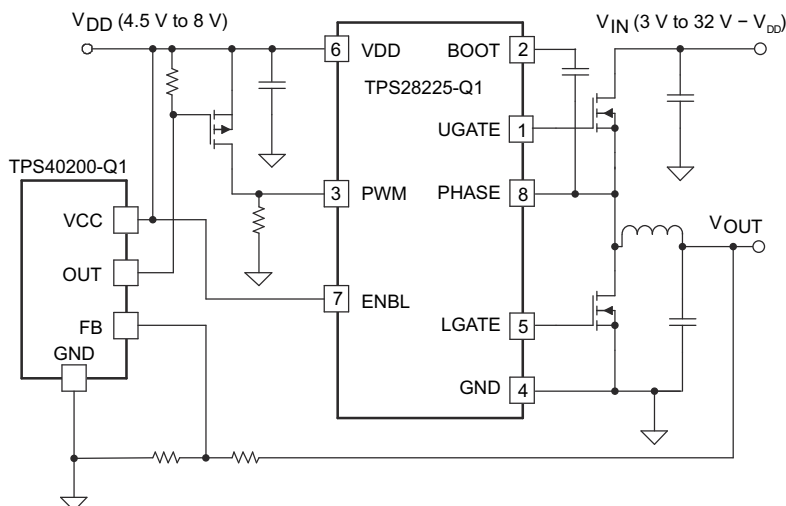 VDD (4.5 V to 8 V)
VIN (3 V to 32 V – VDD)
6 VDD
BOOT 2
TPS28225-Q1
UGATE 1
TPS40200-Q1
3 PWM
PHASE 8
VCC
VOUT
OUT
7 ENBL
FB
LGATE 5
GND
GND 4